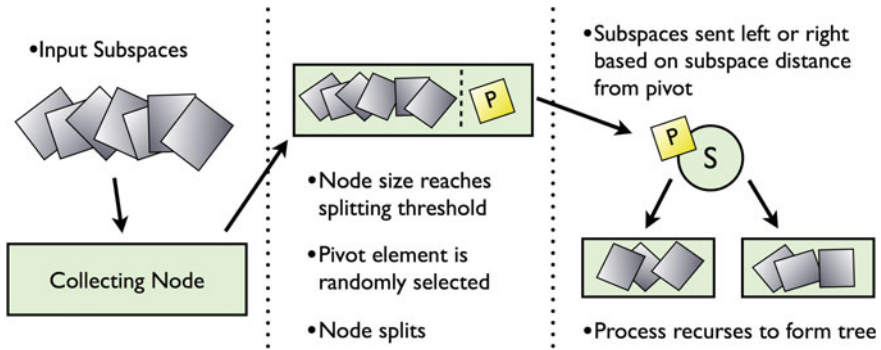 •Input Subspaces
Collecting Node
P
•Node size reaches
splitting threshold
•Pivot element is
randomly selected
•Node splits
•Subspaces sent left or right
based on subspace distance
from pivot
P
S
•Process recurses to form tree